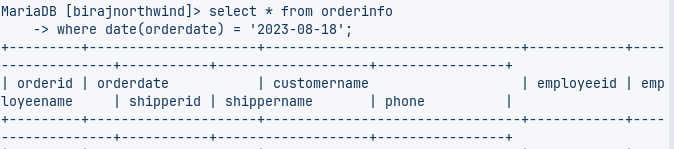 MariaDB [birajnorthwind]> select * from orderinfo
    -> where date(orderdate) = '2023-08-18';
+---------+---------------------+--------------------------------+------------+----
--------------+-----------+-------------------+----------------+
| orderid | orderdate           | customername                   | employeeid | emp
loyeename     | shipperid | shippername       | phone          |
+---------+---------------------+--------------------------------+------------+----
--------------+-----------+-------------------+----------------+